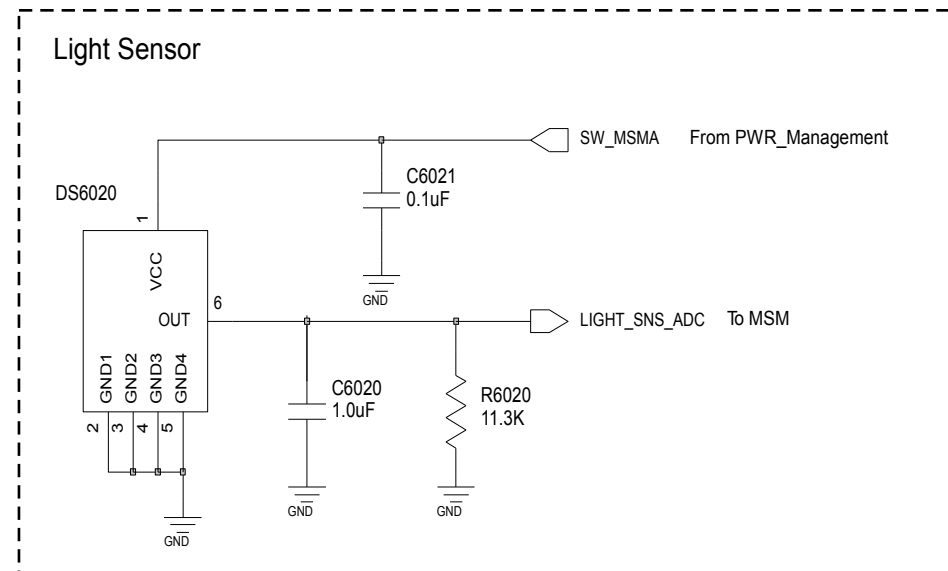 Light Sensor
SW_MSMA From PWR_Management
C6021
0.1uF
DS6020
1
VCC
GND
6
OUT
LIGHT_SNS_ADC To MSM
GND1
GND2
GND3
GND4
C6020
1.0uF
R6020
11.3K
2
3
4
5
GND
GND
GND